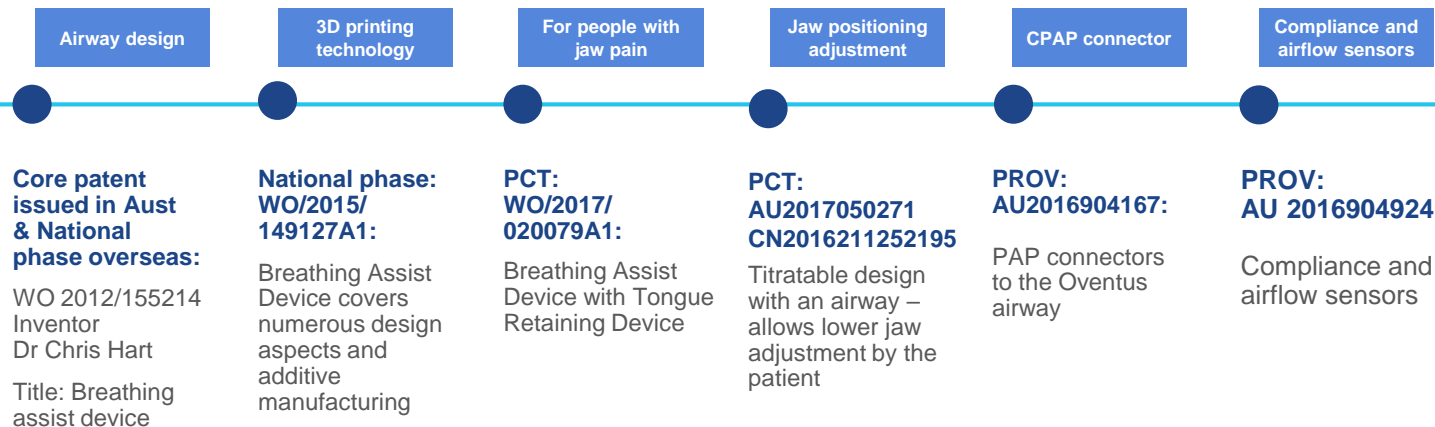 Airway design
3D printing
technology
For people with
jaw pain
Jaw positioning
adjustment
CPAP connector
Compliance and
airflow sensors
Core patent
issued in Aust
& National
phase overseas:
WO 2012/155214
Inventor
Dr Chris Hart
Title: Breathing
assist device
National phase:
WO/2015/
149127A1:
Breathing Assist
Device covers
numerous design
aspects and
additive
manufacturing
PCT:
WO/2017/
020079A1:
Breathing Assist
Device with Tongue
Retaining Device
PCT:
AU2017050271
CN2016211252195
Titratable design
with an airway –
allows lower jaw
adjustment by the
patient
PROV:
AU2016904167:
PAP connectors
to the Oventus
airway
PROV:
AU 2016904924
Compliance and
airflow sensors